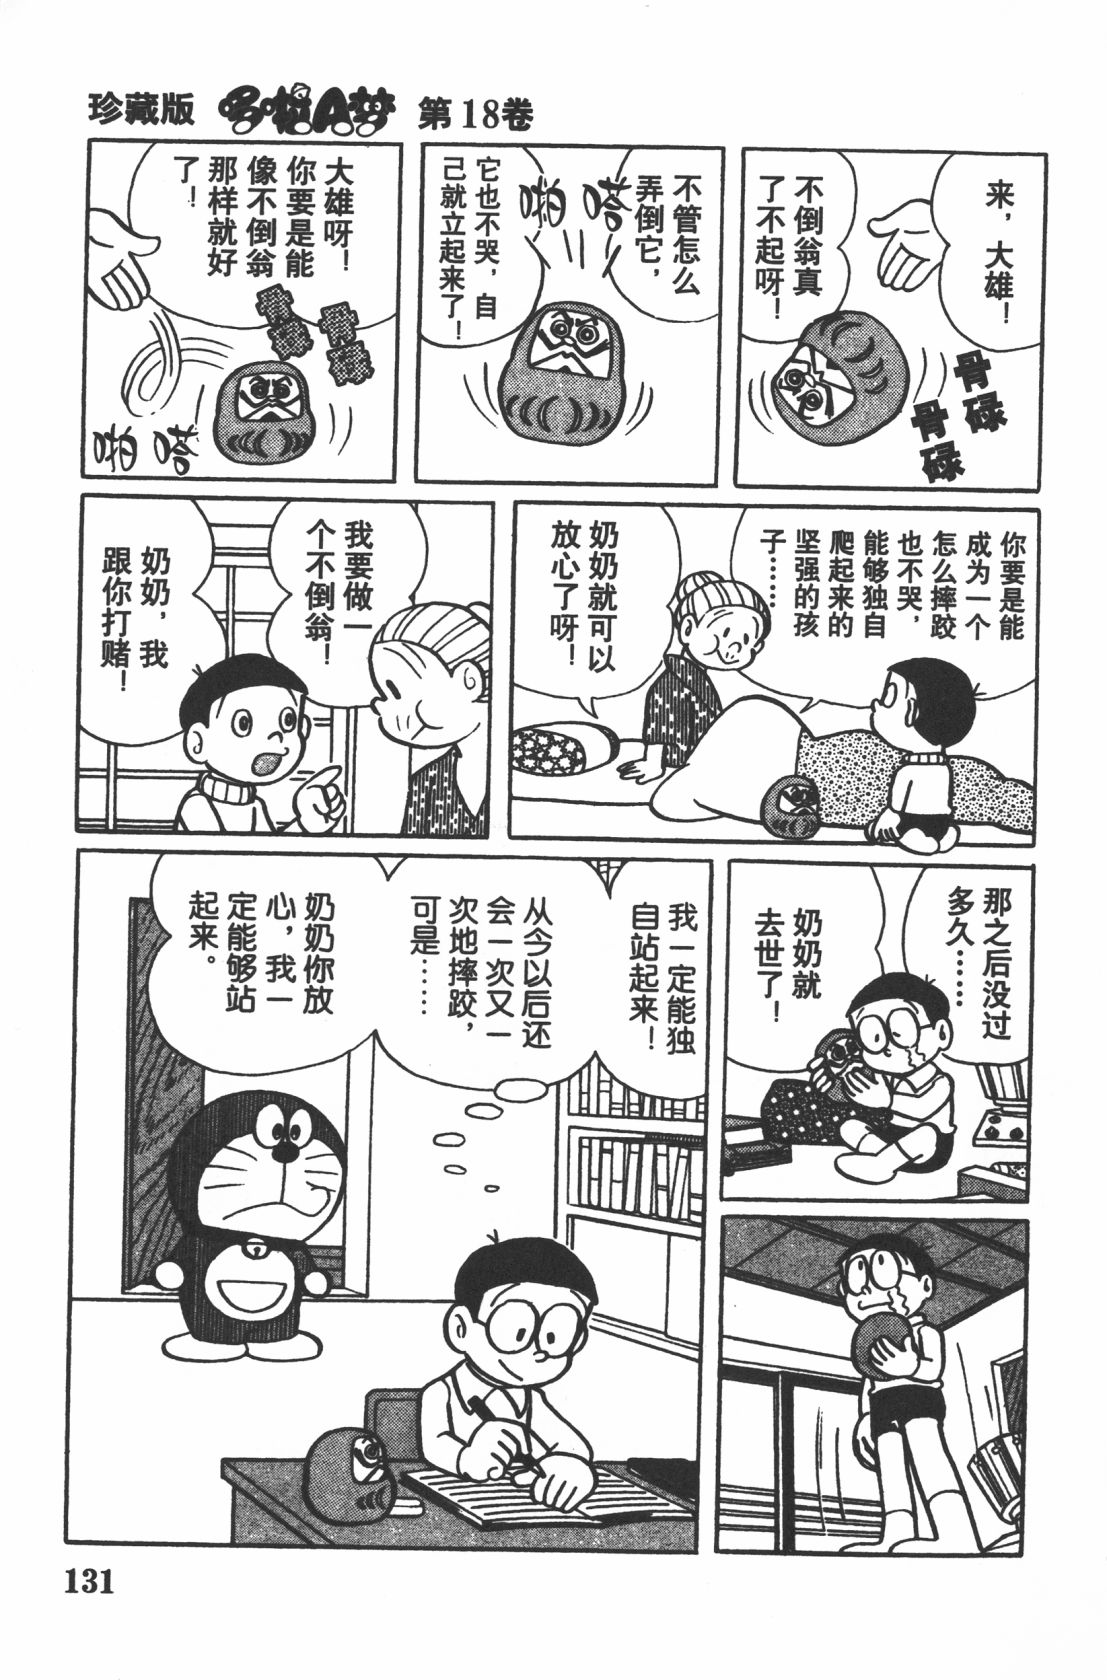 珍藏版 哆啦A梦 第18卷
来，大雄！
不倒翁真
了不起呀！
骨碌
骨碌
不管怎么
弄倒它，
啪嗒
它也不哭，自
己就立起来了！
大雄呀！
你要是能
像不倒翁
那样就好
了！
骨碌
骨碌
啪嗒
你要是能
成为一个
怎么摔跤
也不哭，
能够独自
爬起来的
坚强的孩
子……
奶奶就可以
放心了呀！
我要做一
个不倒翁！
奶奶，我
跟你打赌！
那之后没过
多久……
奶奶就
去世了！
我一定能独
自站起来！
从今以后还
会一次又一
次地摔跤，
可是……
奶奶你放
心，我一
定能够站
起来。
131